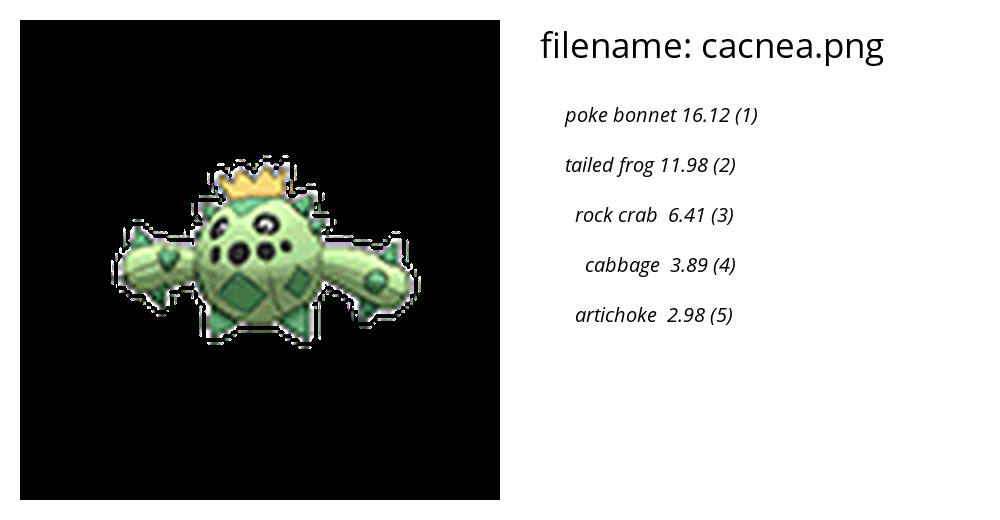 filename: cacnea.png
poke bonnet 16.12 (1)
tailed frog 11.98 (2)
rock crab 6.41 (3)
cabbage 3.89 (4)
artichoke 2.98 (5)